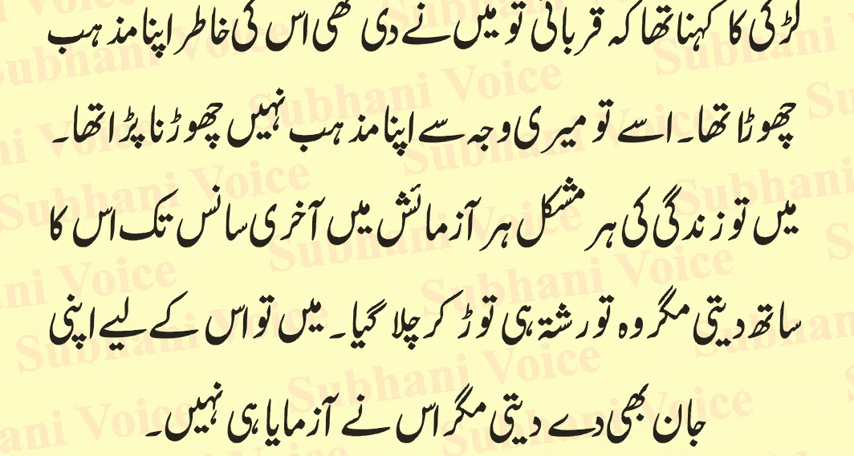 لڑکی کا کہنا تھا کہ قربانی تو میں نے دی تھی اس کی خاطر اپنا مذہب
چھوڑا تھا۔ اسے تو میری وجہ سے اپنا مذہب نہیں چھوڑنا پڑا تھا۔
میں تو زندگی کی ہر مشکل ہر آزمائش میں آخری سانس تک اس کا
ساتھ دیتی مگر وہ تو رشتہ ہی توڑ کر چلا گیا۔ میں تو اس کے لیے اپنی
جان بھی دے دیتی مگر اس نے آزمایا ہی نہیں۔
Subhani Voice